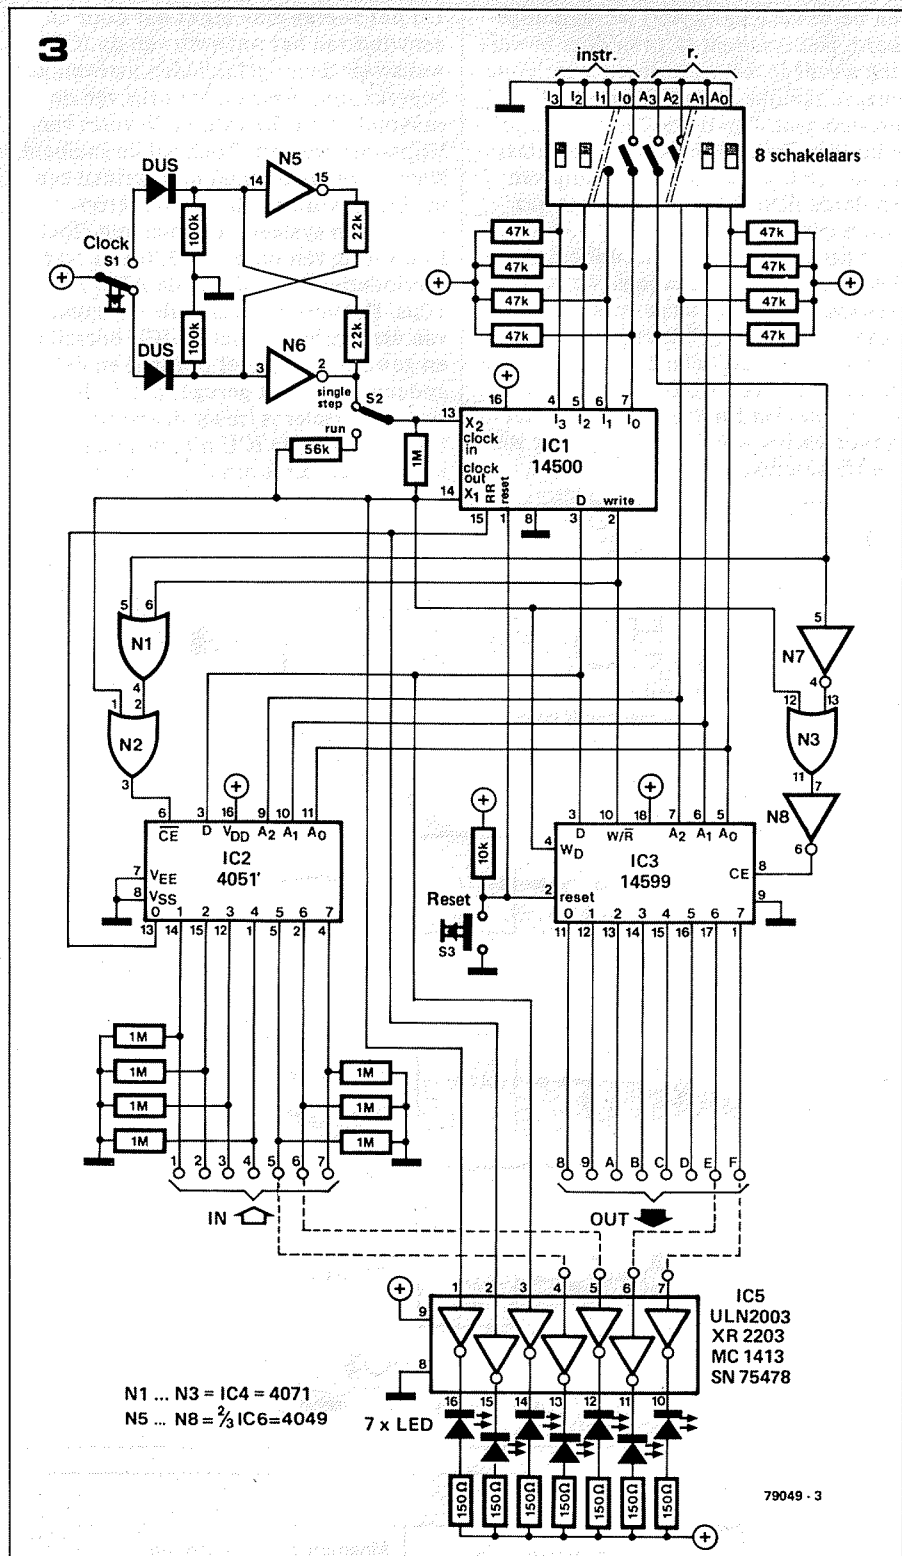 3
instr. r.
I3 I2 I1 I0 A3 A2 A1 A0
8 schakelaars
DUS
N5
14 15
100k
22k
Clock
S1
+
100k
22k
DUS
N6
3 2
single
step
S2
run
56k
1M
47k 47k
47k 47k
47k 47k
47k 47k
+ +
+
16 4 5 6 7
13
X2 I3 I2 I1 I0
clock
in
IC1
14500
clock
out
14
X1 RR reset D write
15 1 8 3 2
5 6
N1
4
1 2
N2
3
5
N7
4
12 13
N3
11
7
N8
6
+
6 3 16 9 10 11
CE D VDD A2 A1 A0
IC2
4051'
7 VEE
8 VSS
0 1 2 3 4 5 6 7
13 14 15 12 1 5 2 4
+
10k
Reset
S3
+
3 10 18 7 6 5
D W/R A2 A1 A0
4 WD
IC3
14599
CE 8
2 reset
9
0 1 2 3 4 5 6 7
11 12 13 14 15 16 17 1
1M
1M 1M
1M 1M
1M 1M
1 2 3 4 5 6 7
IN
8 9 A B C D E F
OUT
+
1 2 3 4 5 6 7
9
8
IC5
ULN2003
XR 2203
MC 1413
SN 75478
16 15 14 13 12 11 10
N1 ... N3 = IC4 = 4071
N5 ... N8 = 2/3 IC6=4049
7 x LED
150Ω 150Ω 150Ω 150Ω 150Ω 150Ω 150Ω
+
79049 - 3